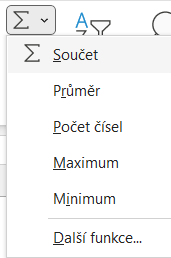 Součet
Průměr
Počet čísel
Maximum
Minimum
Další funkce...